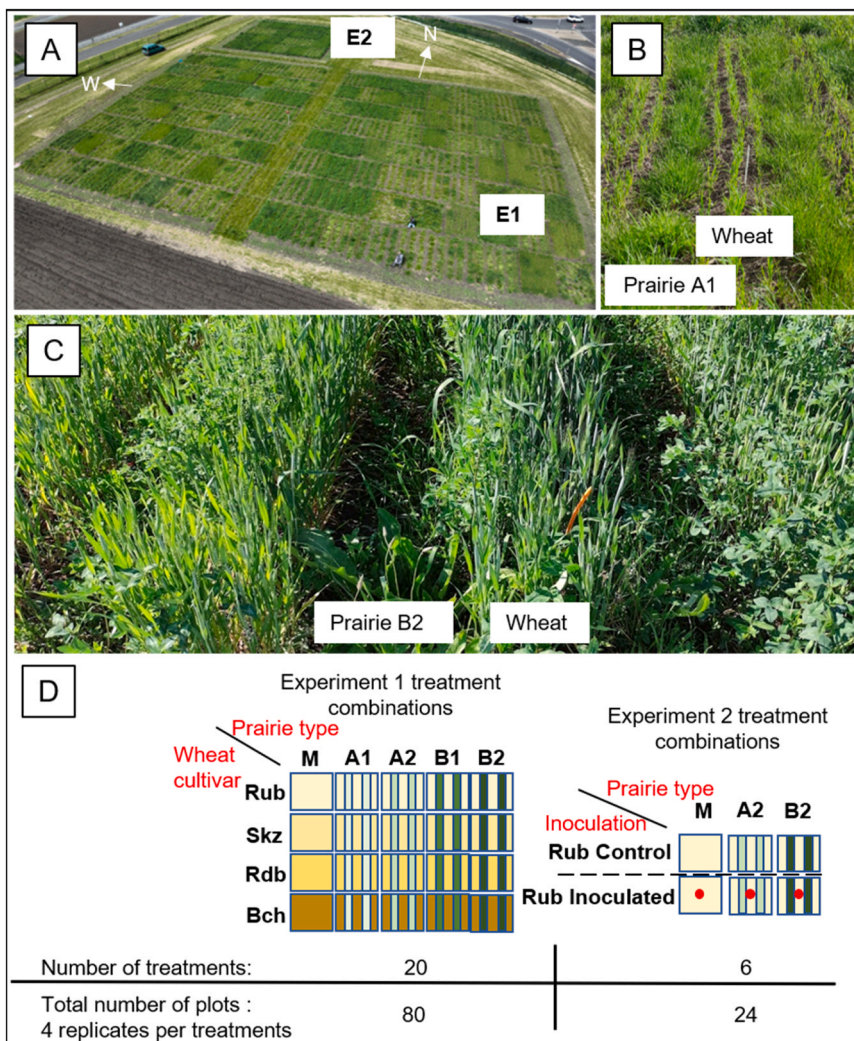 A
E2
N
W
E1
B
Wheat
Prairie A1
C
Prairie B2
Wheat
D
Experiment 1 treatment
combinations
Prairie type
Wheat
cultivar
M A1 A2 B1 B2
Rub
Skz
Rdb
Bch
Experiment 2 treatment
combinations
Prairie type
Inoculation
M A2 B2
Rub Control
Rub Inoculated
Number of treatments: 20 6
Total number of plots :
4 replicates per treatments 80 24